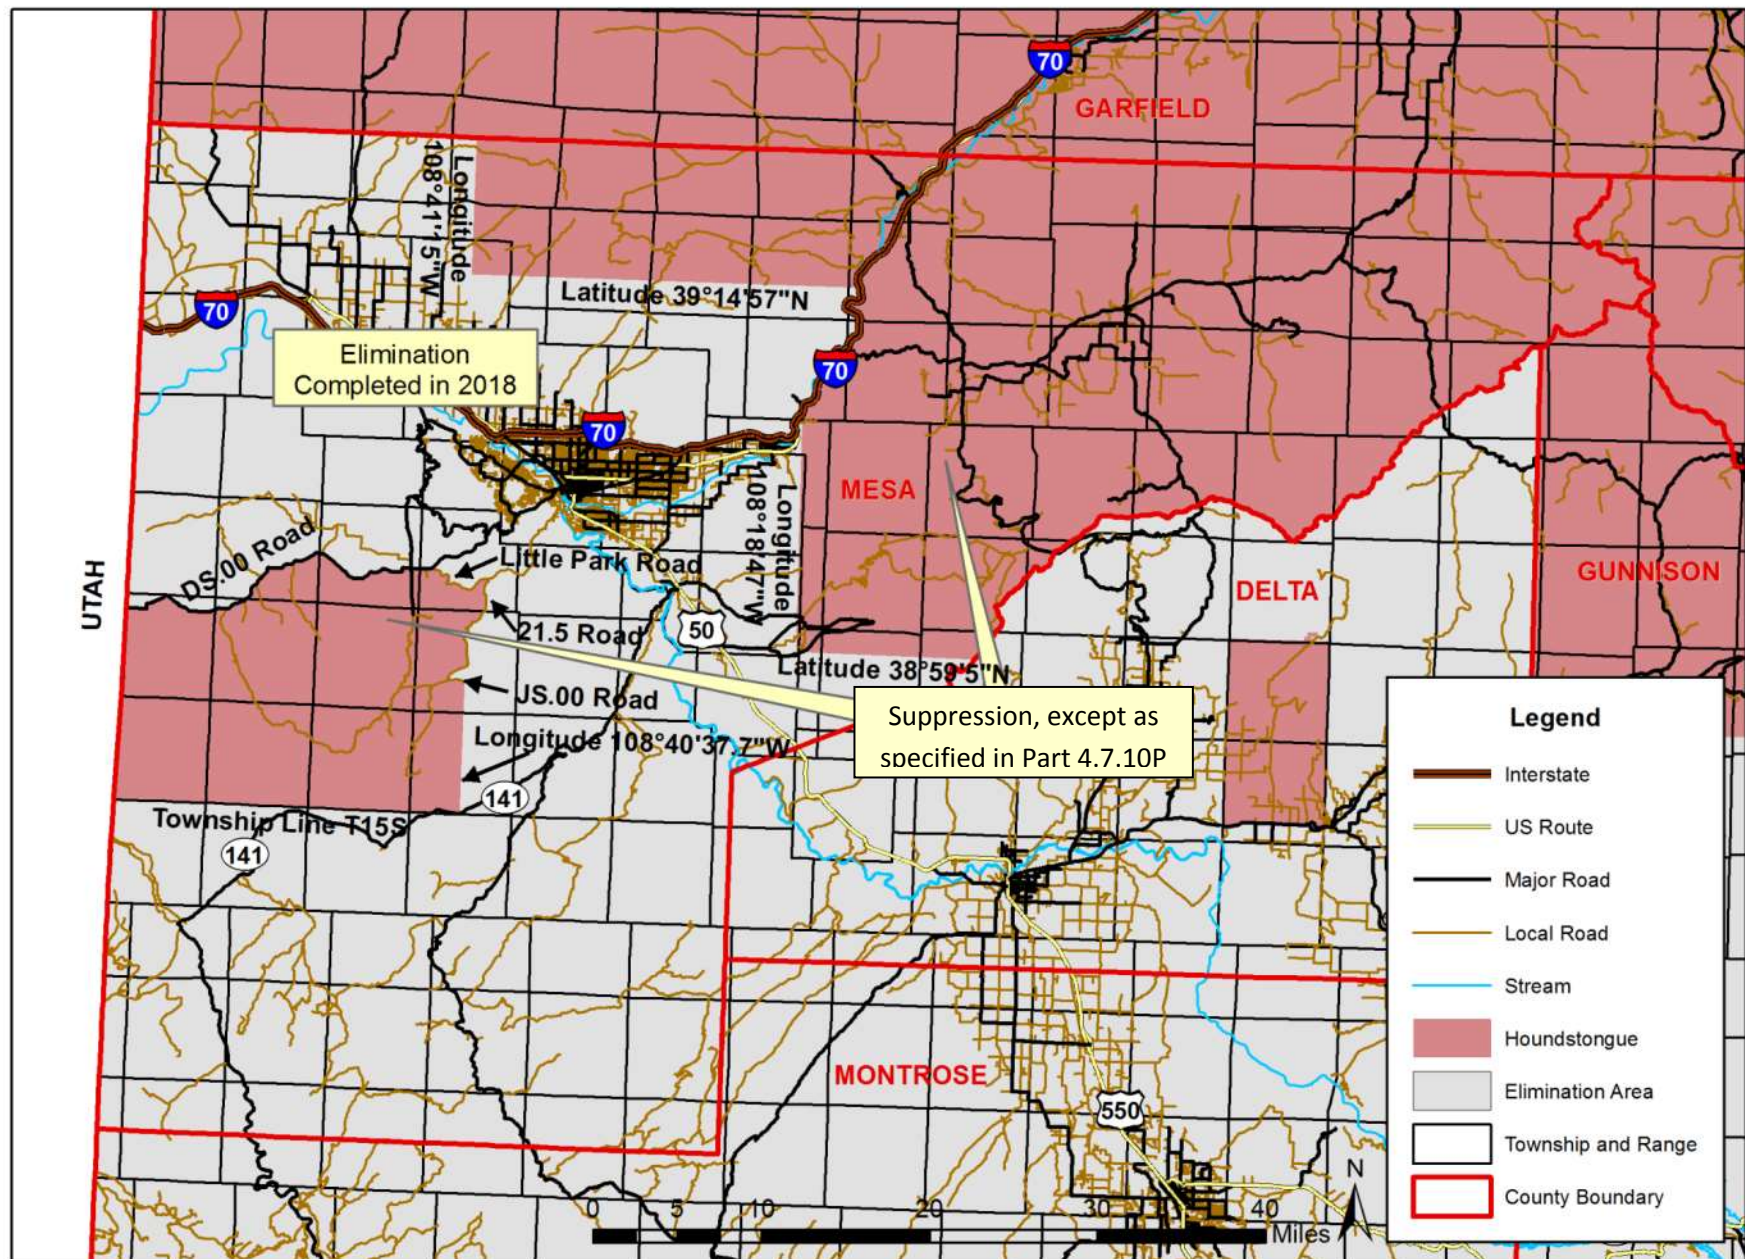 70
GARFIELD
Longitude
108°41'15"W
70
Latitude 39°14'57"N
Elimination
Completed in 2018
70
70
MESA
Longitude
108°18'47"W
DS.00 Road
Little Park Road
UTAH
DELTA
GUNNISON
21.5 Road
50
Latitude 38°59'5"N
JS.00 Road
Suppression, except as
specified in Part 4.7.10P
Longitude 108°40'37.7"W
141
Township Line T15S
141
MONTROSE
550
Legend
Interstate
US Route
Major Road
Local Road
Stream
Houndstongue
Elimination Area
Township and Range
County Boundary
N
0 5 10 20 30 40
Miles